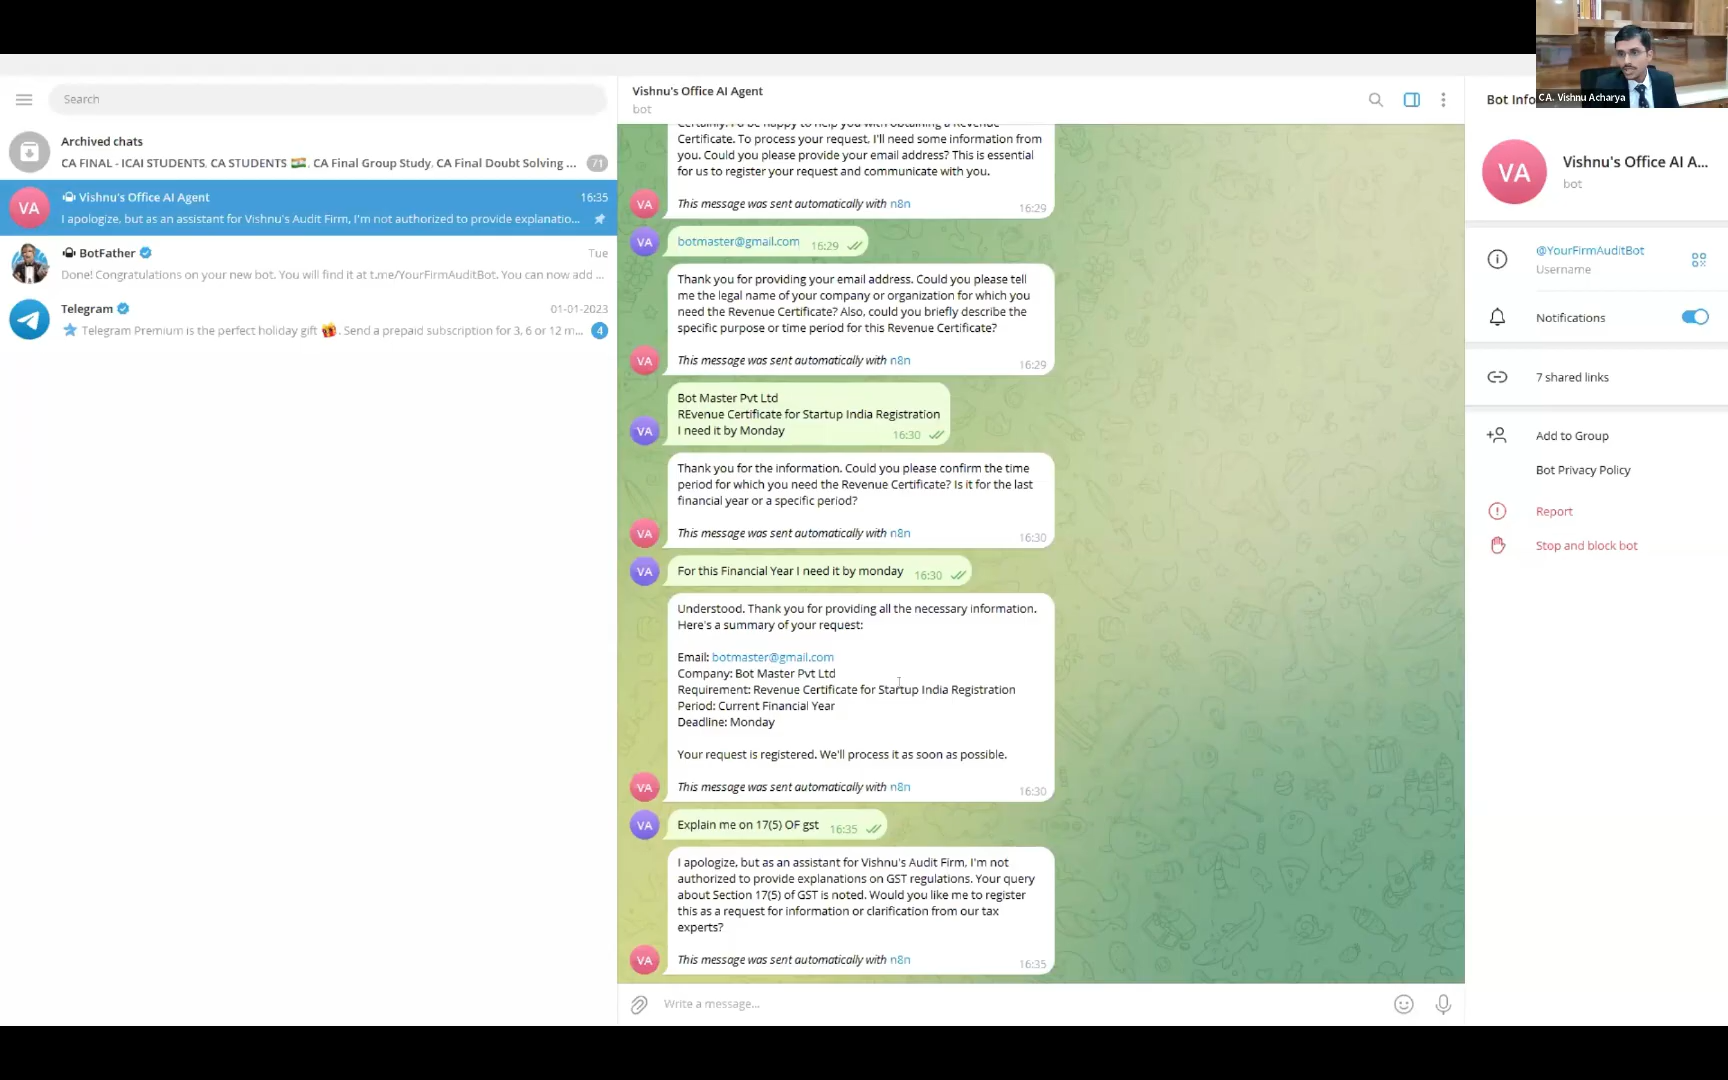 CA. Vishnu Acharya
Search
Archived chats
CA FINAL - ICAI STUDENTS, CA STUDENTS 🇮🇳, CA Final Group Study, CA Final Doubt Solving ...
71
VA
Vishnu's Office AI Agent
16:35
I apologize, but as an assistant for Vishnu's Audit Firm, I'm not authorized to provide explanatio...
BotFather
Tue
Done! Congratulations on your new bot. You will find it at t.me/YourFirmAuditBot. You can now add ...
Telegram
01-01-2023
Telegram Premium is the perfect holiday gift 🎁. Send a prepaid subscription for 3, 6 or 12 m...
4
Vishnu's Office AI Agent
bot
Certainly! I'd be happy to help you with obtaining a Revenue
Certificate. To process your request, I'll need some information from
you. Could you please provide your email address? This is essential
for us to register your request and communicate with you.
This message was sent automatically with n8n
16:29
VA
VA
botmaster@gmail.com
16:29
Thank you for providing your email address. Could you please tell
me the legal name of your company or organization for which you
need the Revenue Certificate? Also, could you briefly describe the
specific purpose or time period for this Revenue Certificate?
This message was sent automatically with n8n
16:29
VA
Bot Master Pvt Ltd
REvenue Certificate for Startup India Registration
I need it by Monday
16:30
VA
Thank you for the information. Could you please confirm the time
period for which you need the Revenue Certificate? Is it for the last
financial year or a specific period?
This message was sent automatically with n8n
16:30
VA
VA
For this Financial Year I need it by monday
16:30
Understood. Thank you for providing all the necessary information.
Here's a summary of your request:
Email: botmaster@gmail.com
Company: Bot Master Pvt Ltd
Requirement: Revenue Certificate for Startup India Registration
Period: Current Financial Year
Deadline: Monday
Your request is registered. We'll process it as soon as possible.
This message was sent automatically with n8n
16:30
VA
VA
Explain me on 17(5) OF gst
16:35
I apologize, but as an assistant for Vishnu's Audit Firm, I'm not
authorized to provide explanations on GST regulations. Your query
about Section 17(5) of GST is noted. Would you like me to register
this as a request for information or clarification from our tax
experts?
This message was sent automatically with n8n
16:35
VA
Write a message...
Bot Info
VA
Vishnu's Office AI A...
bot
@YourFirmAuditBot
Username
Notifications
7 shared links
Add to Group
Bot Privacy Policy
Report
Stop and block bot